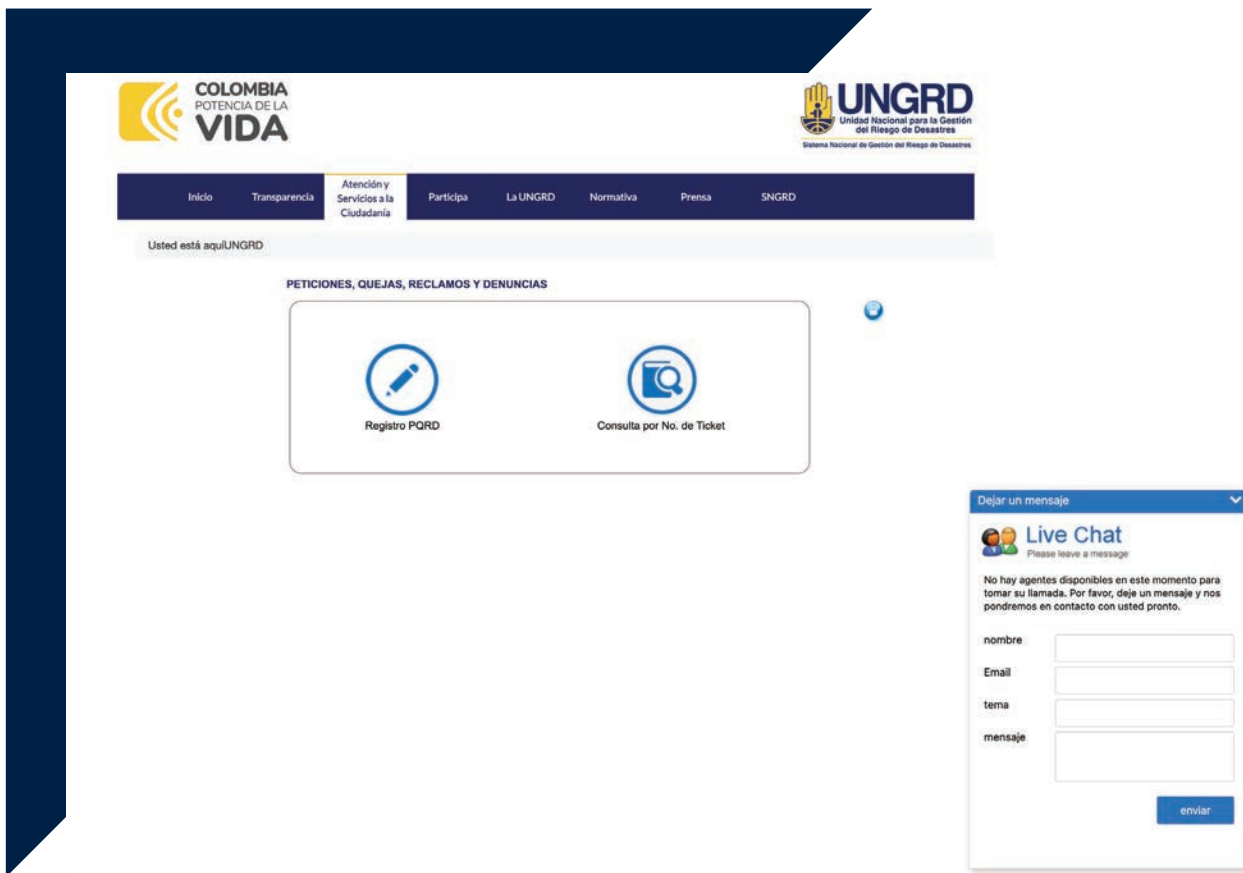 COLOMBIA
POTENCIA DE LA
VIDA
UNGRD
Unidad Nacional para la Gestión
del Riesgo de Desastres
Sistema Nacional de Gestión del Riesgo de Desastres
Inicio
Transparencia
Atención y
Servicios a la
Ciudadanía
Participa
La UNGRD
Normativa
Prensa
SNGRD
Usted está aquíUNGRD
PETICIONES, QUEJAS, RECLAMOS Y DENUNCIAS
Registro PQRD
Consulta por No. de Ticket
Dejar un mensaje
Live Chat
Please leave a message
No hay agentes disponibles en este momento para
tomar su llamada. Por favor, deje un mensaje y nos
pondremos en contacto con usted pronto.
nombre
Email
tema
mensaje
enviar